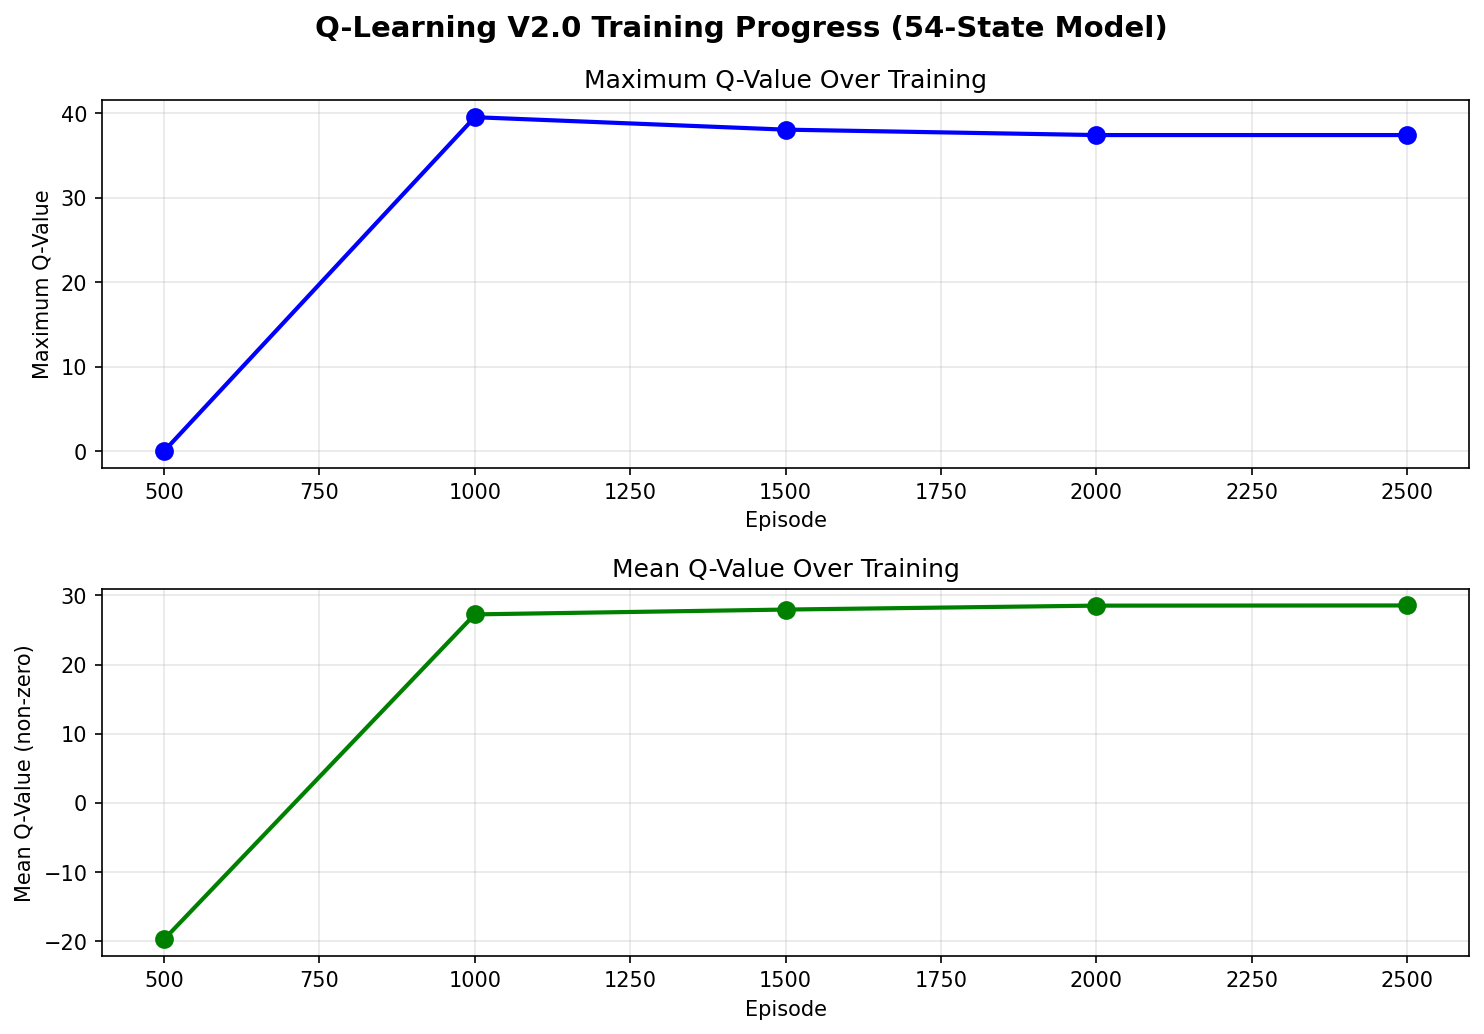 Q-Learning V2.0 Training Progress (54-State Model)
Maximum Q-Value Over Training
Maximum Q-Value
40
30
20
10
0
500 750 1000 1250 1500 1750 2000 2250 2500
Episode
Mean Q-Value Over Training
Mean Q-Value (non-zero)
30
20
10
0
−10
−20
500 750 1000 1250 1500 1750 2000 2250 2500
Episode